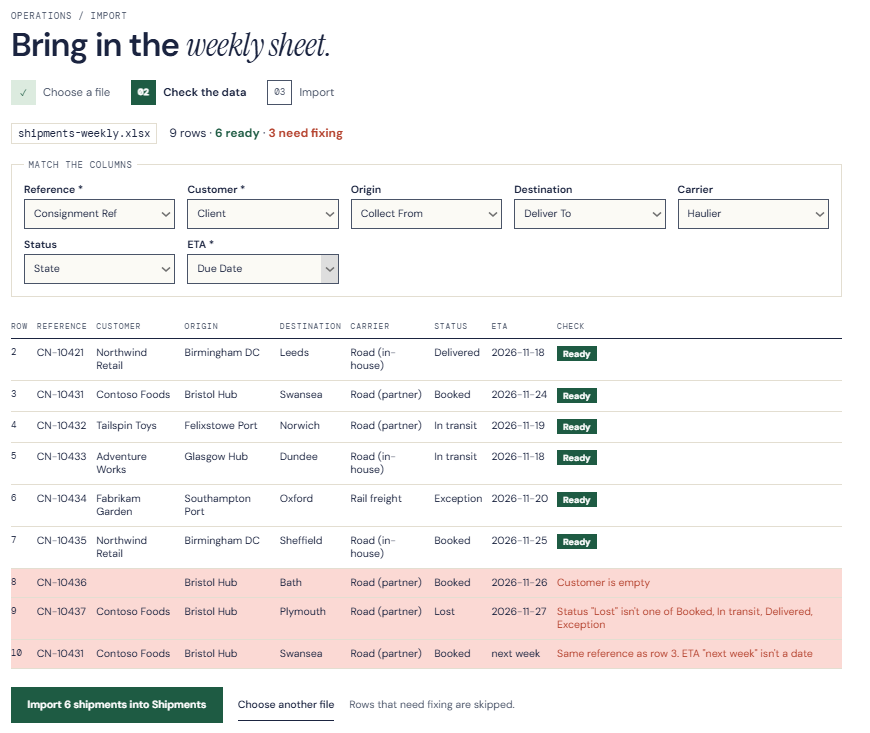 OPERATIONS / IMPORT
Bring in the weekly sheet.
✓ Choose a file 02 Check the data 03 Import
shipments-weekly.xlsx 9 rows · 6 ready · 3 need fixing
MATCH THE COLUMNS
Reference * Customer * Origin Destination Carrier
Consignment Ref Client Collect From Deliver To Haulier
Status ETA *
State Due Date
ROW REFERENCE CUSTOMER ORIGIN DESTINATION CARRIER STATUS ETA CHECK
2 CN-10421 Northwind Birmingham DC Leeds Road (in- Delivered 2026-11-18 Ready
Retail house)
3 CN-10431 Contoso Foods Bristol Hub Swansea Road (partner) Booked 2026-11-24 Ready
4 CN-10432 Tailspin Toys Felixstowe Port Norwich Road (partner) In transit 2026-11-19 Ready
5 CN-10433 Adventure Glasgow Hub Dundee Road (in- In transit 2026-11-18 Ready
Works house)
6 CN-10434 Fabrikam Southampton Oxford Rail freight Exception 2026-11-20 Ready
Garden Port
7 CN-10435 Northwind Birmingham DC Sheffield Road (in- Booked 2026-11-25 Ready
Retail house)
8 CN-10436 Bristol Hub Bath Road (partner) Booked 2026-11-26 Customer is empty
9 CN-10437 Contoso Foods Bristol Hub Plymouth Road (partner) Lost 2026-11-27 Status "Lost" isn't one of Booked, In transit, Delivered,
Exception
10 CN-10431 Contoso Foods Bristol Hub Swansea Road (partner) Booked next week Same reference as row 3. ETA "next week" isn't a date
Import 6 shipments into Shipments Choose another file Rows that need fixing are skipped.